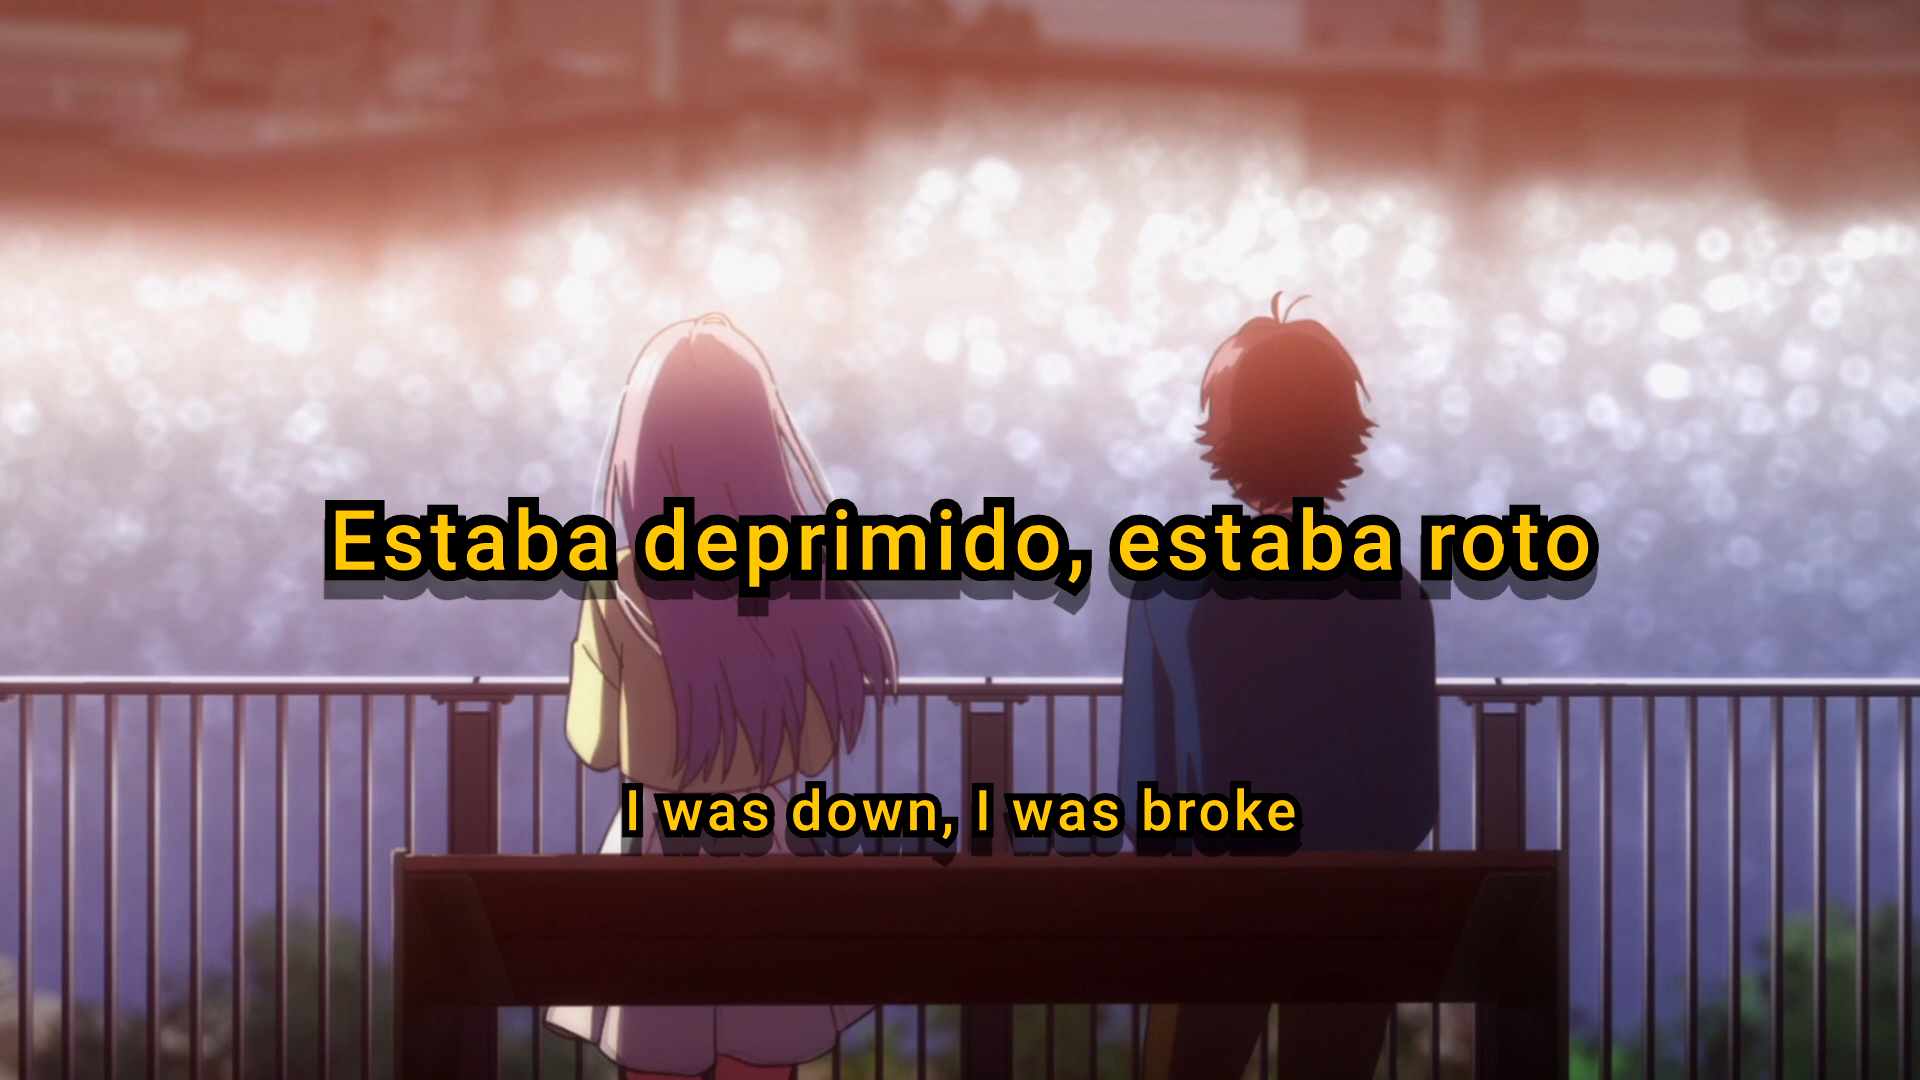 Estaba deprimido, estaba roto
I was down, I was broke